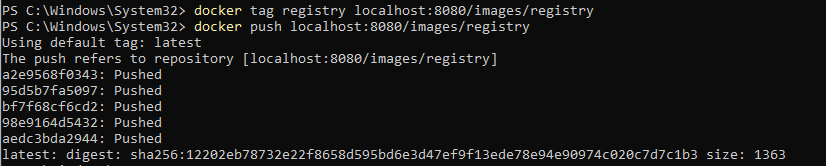 PS C:\Windows\System32> docker tag registry localhost:8080/images/registry
PS C:\Windows\System32> docker push localhost:8080/images/registry
Using default tag: latest
The push refers to repository [localhost:8080/images/registry]
a2e9568f0343: Pushed
95d5b7fa5097: Pushed
bf7f68cf6cd2: Pushed
98e9164d5432: Pushed
aedc3bda2944: Pushed
latest: digest: sha256:12202eb78732e22f8658d595bd6e3d47ef9f13ede78e94e90974c020c7d7c1b3 size: 1363